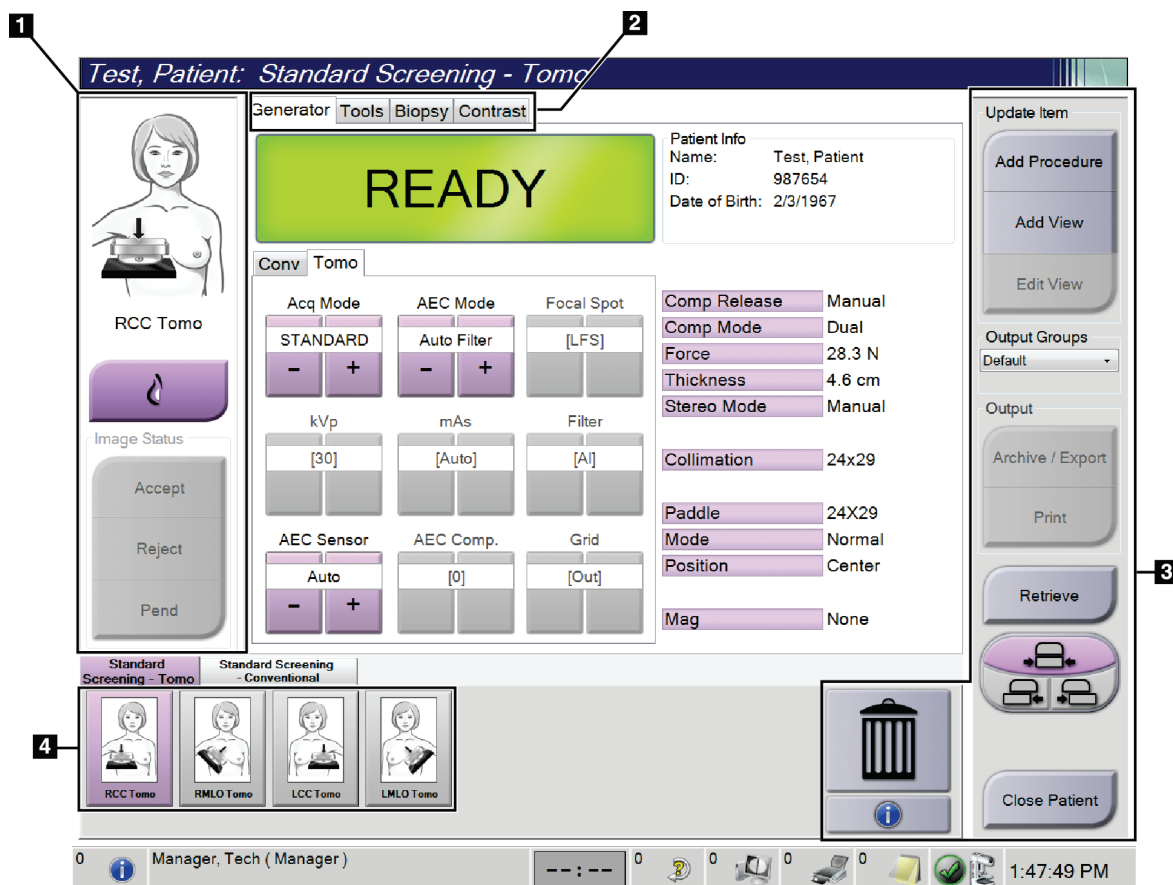 1
2
Test, Patient: Standard Screening - Tomo
Generator Tools Biopsy Contrast
READY
Patient Info
Name: Test, Patient
ID: 987654
Date of Birth: 2/3/1967
Update Item
Add Procedure
Add View
Edit View
RCC Tomo
Image Status
Accept
Reject
Pend
Conv Tomo
Acq Mode AEC Mode Focal Spot
STANDARD Auto Filter [LFS]
- + - +
kVp mAs Filter
[30] [Auto] [Al]
AEC Sensor AEC Comp. Grid
Auto [0] [Out]
- +
Comp Release Manual
Comp Mode Dual
Force 28.3 N
Thickness 4.6 cm
Stereo Mode Manual
Collimation 24x29
Paddle 24X29
Mode Normal
Position Center
Mag None
Output Groups
Default
Output
Archive / Export
Print
3
Retrieve
Close Patient
Standard
Screening - Tomo
Standard Screening
- Conventional
4
RCC Tomo RMLO Tomo LCC Tomo LMLO Tomo
0 Manager, Tech ( Manager ) --:-- 0 0 0 0 1:47:49 PM